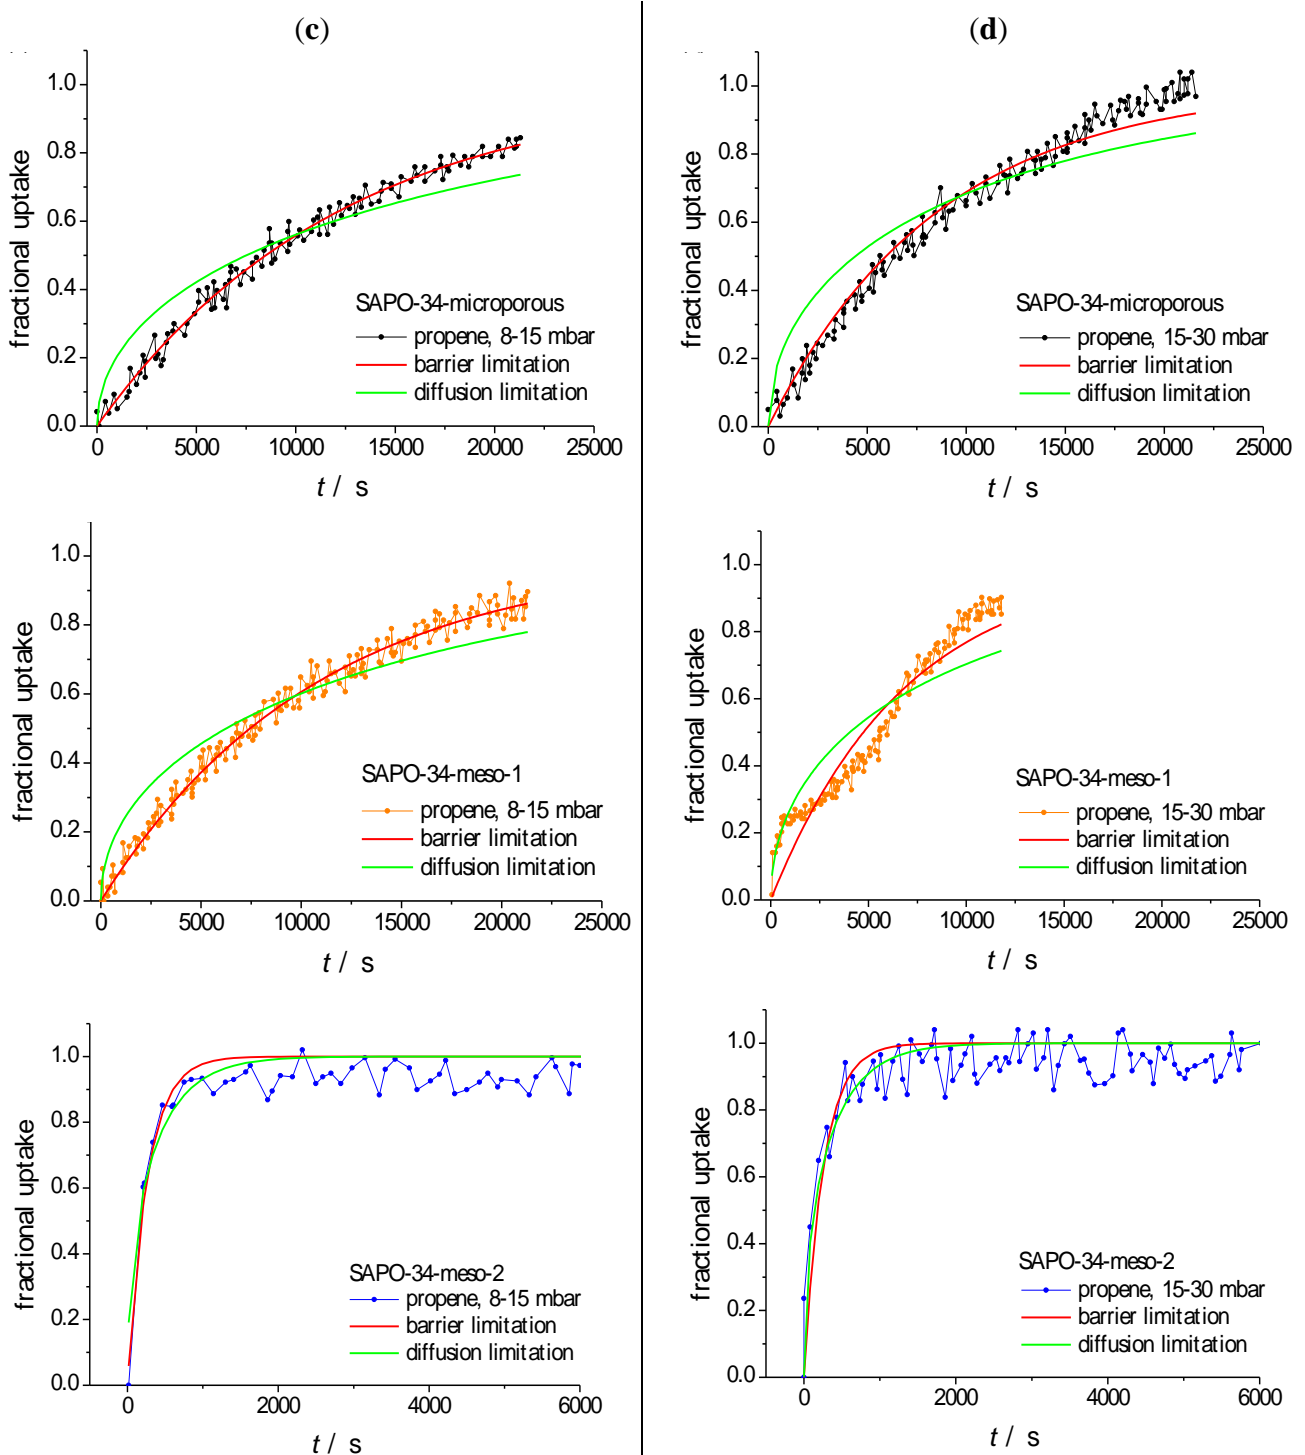 (c)
1.0
0.8
0.6
0.4
0.2
0.0
fractional uptake
SAPO-34-microporous
propene, 8-15 mbar
barrier limitation
diffusion limitation
0 5000 10000 15000 20000 25000
t / s
1.0
0.8
0.6
0.4
0.2
0.0
fractional uptake
SAPO-34-meso-1
propene, 8-15 mbar
barrier limitation
diffusion limitation
0 5000 10000 15000 20000 25000
t / s
1.0
0.8
0.6
0.4
0.2
0.0
fractional uptake
SAPO-34-meso-2
propene, 8-15 mbar
barrier limitation
diffusion limitation
0 2000 4000 6000
t / s
(d)
1.0
0.8
0.6
0.4
0.2
0.0
fractional uptake
SAPO-34-microporous
propene, 15-30 mbar
barrier limitation
diffusion limitation
0 5000 10000 15000 20000 25000
t / s
1.0
0.8
0.6
0.4
0.2
0.0
fractional uptake
SAPO-34-meso-1
propene, 15-30 mbar
barrier limitation
diffusion limitation
0 5000 10000 15000 20000 25000
t / s
1.0
0.8
0.6
0.4
0.2
0.0
fractional uptake
SAPO-34-meso-2
propene, 15-30 mbar
barrier limitation
diffusion limitation
0 2000 4000 6000
t / s